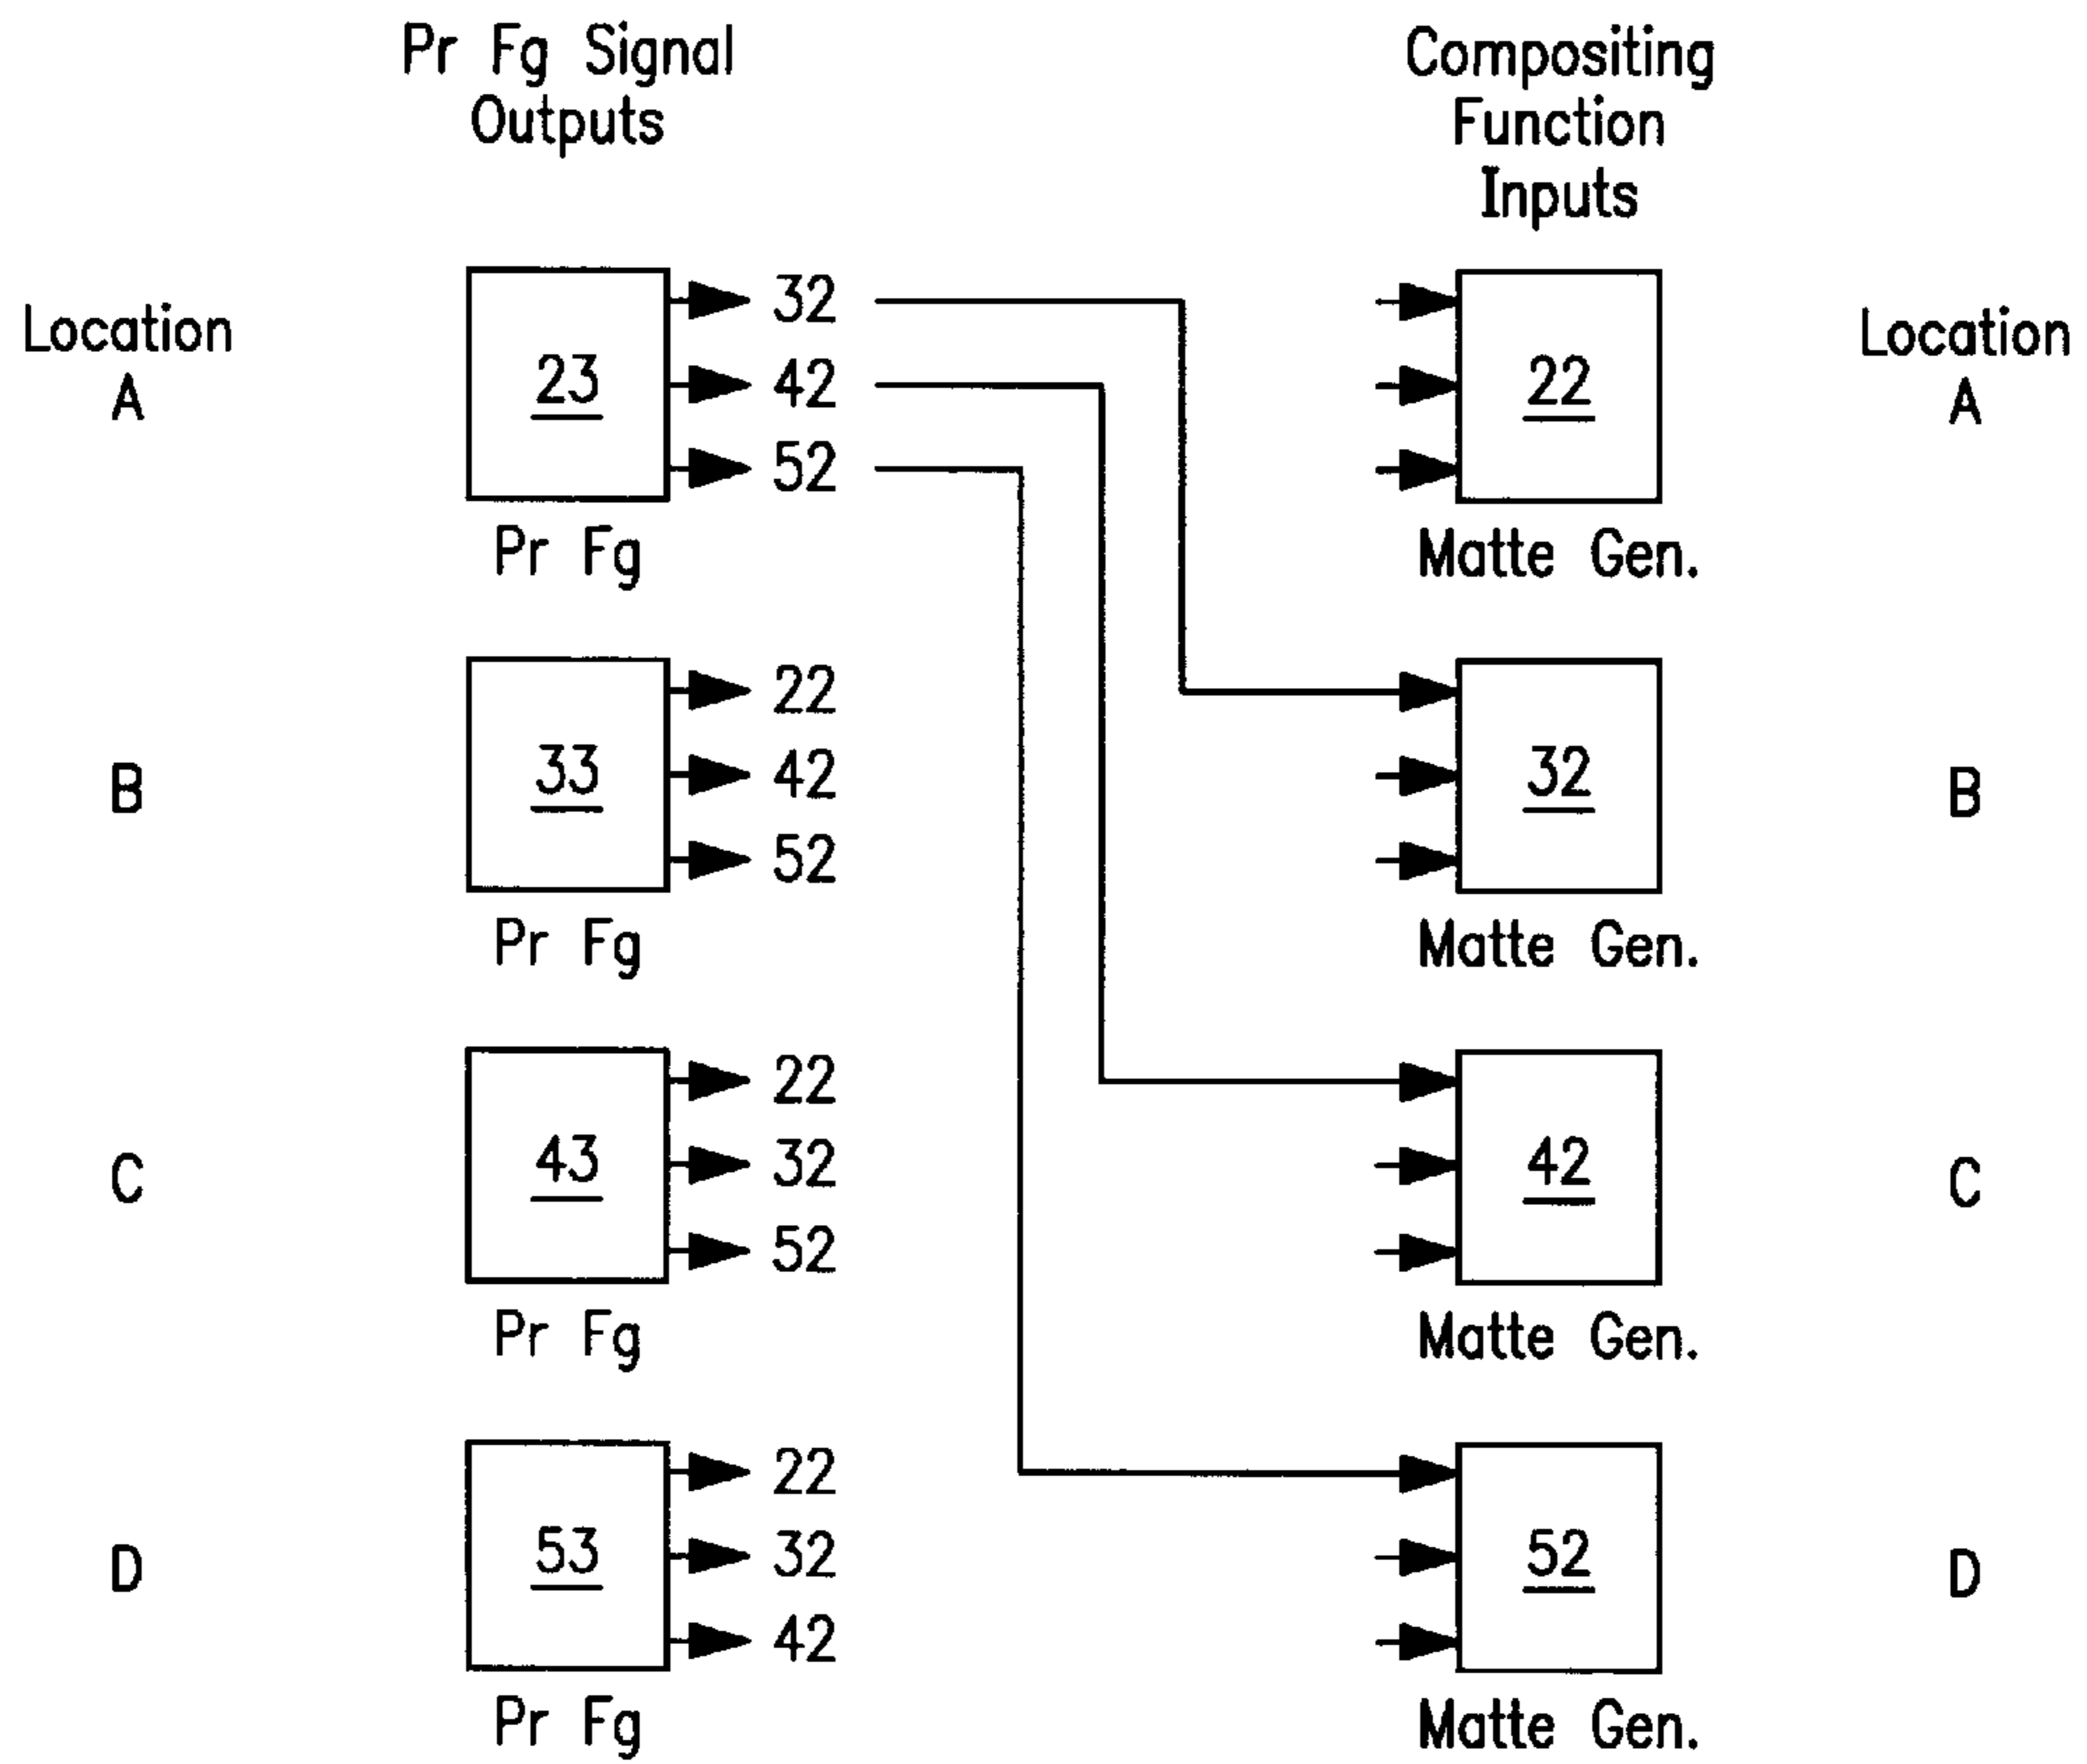 Pr Fg Signal
Outputs
Compositing
Function
Inputs
Location
A
23
32
42
52
Pr Fg
22
Matte Gen.
Location
A
B
33
22
42
52
Pr Fg
32
Matte Gen.
B
C
43
22
32
52
Pr Fg
42
Matte Gen.
C
D
53
22
32
42
Pr Fg
52
Matte Gen.
D